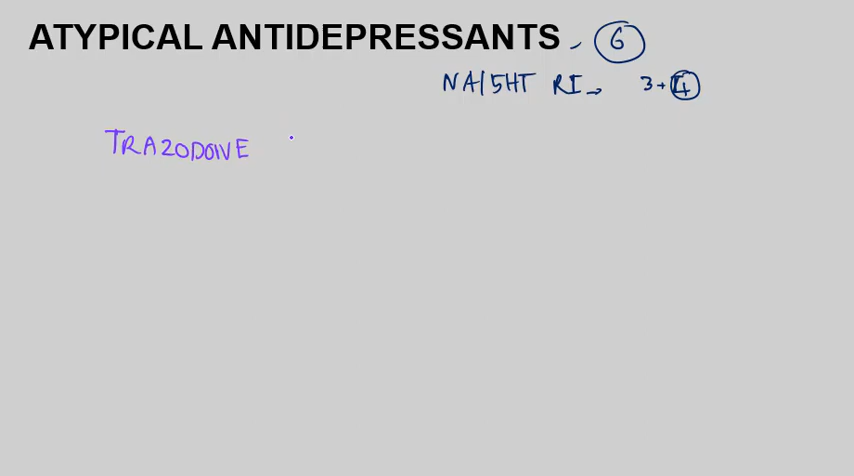 ATYPICAL ANTIDEPRESSANTS - 6
NA/5HT RI → 3+4
TRAZODONE